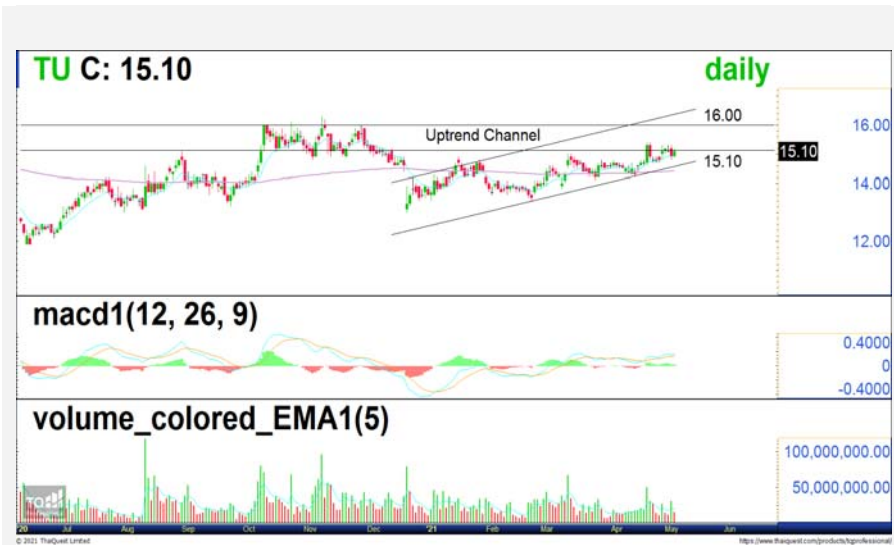 TU C: 15.10 daily
16.00
Uptrend Channel
16.00
15.10
15.10
14.00
12.00
macd1(12, 26, 9)
0.4000
0
-0.4000
volume_colored_EMA1(5)
100,000,000.00
50,000,000.00
TQ
'20 Jul Aug Sep Oct Nov Dec '21 Feb Mar Apr May Jun
© 2021 ThaiQuest Limited https://www.thaiquest.com/products/tqprofessional